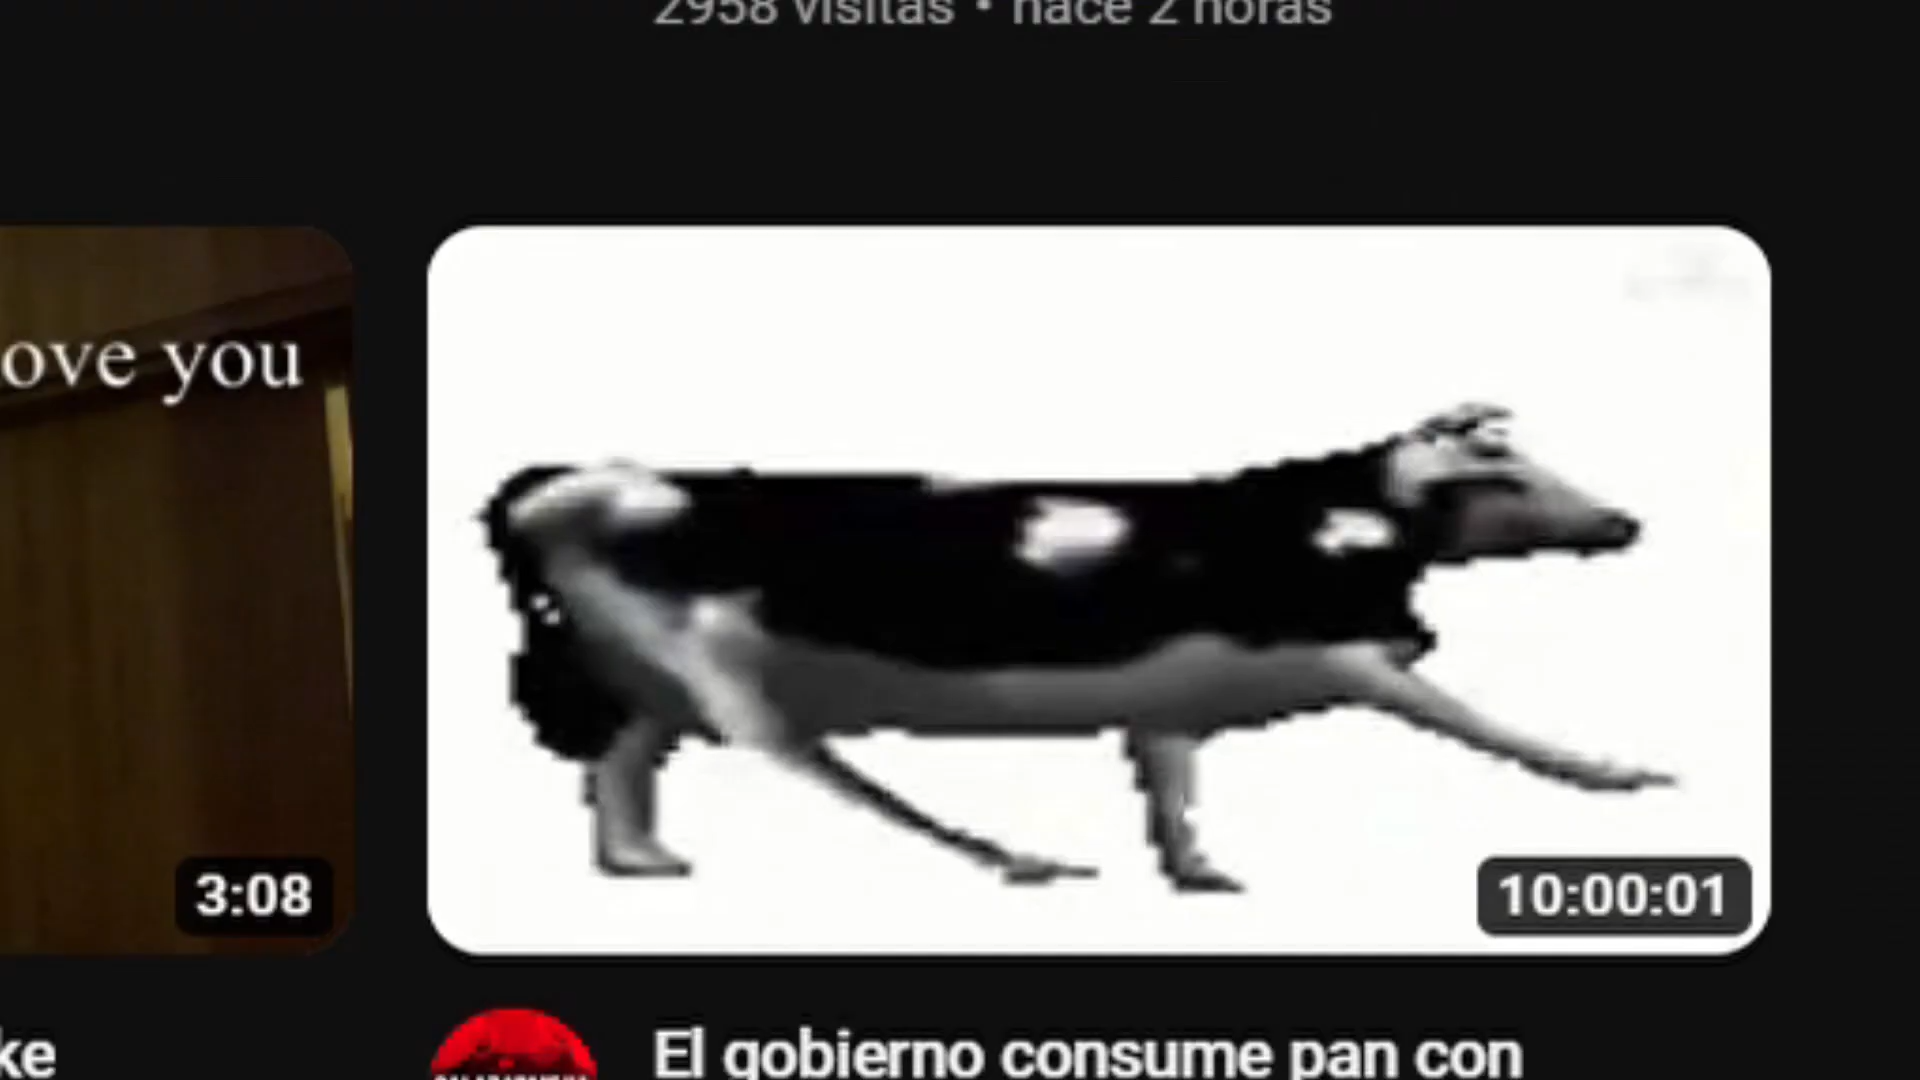 2958 visitas • hace 2 horas
ove you
3:08
10:00:01
ke
El gobierno consume pan con